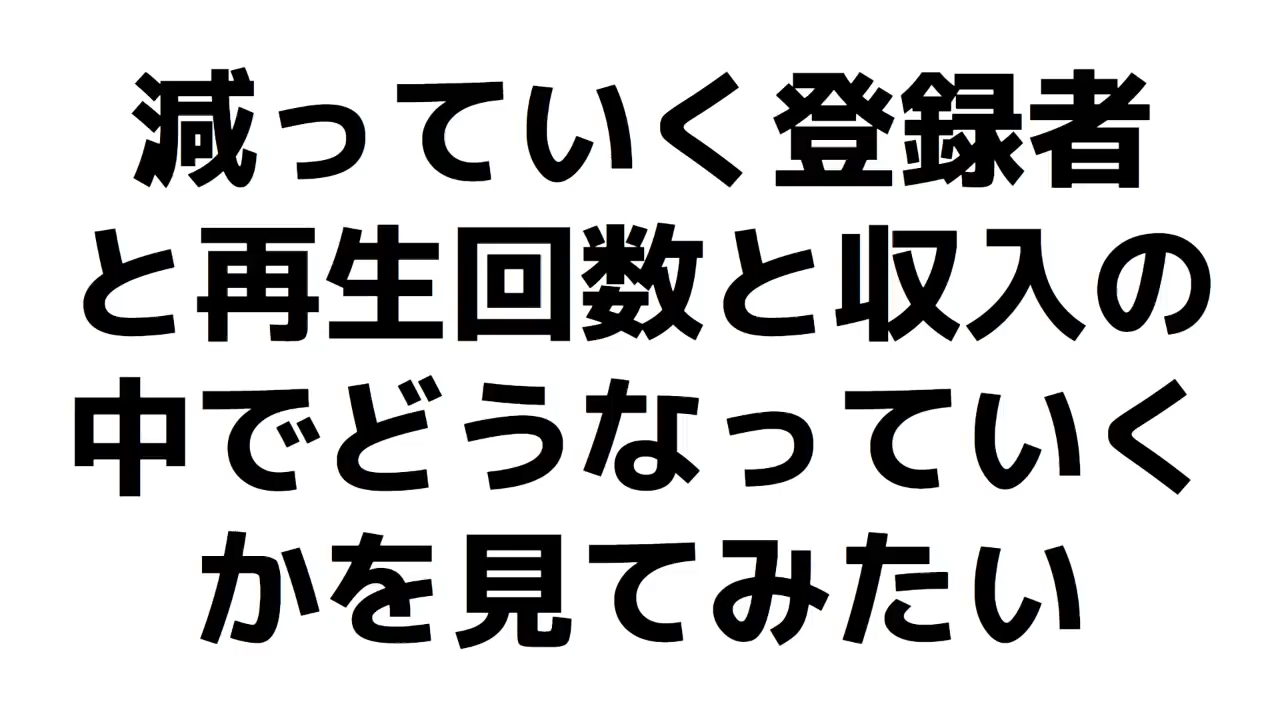 減っていく登録者
と再生回数と収入の
中でどうなっていく
かを見てみたい